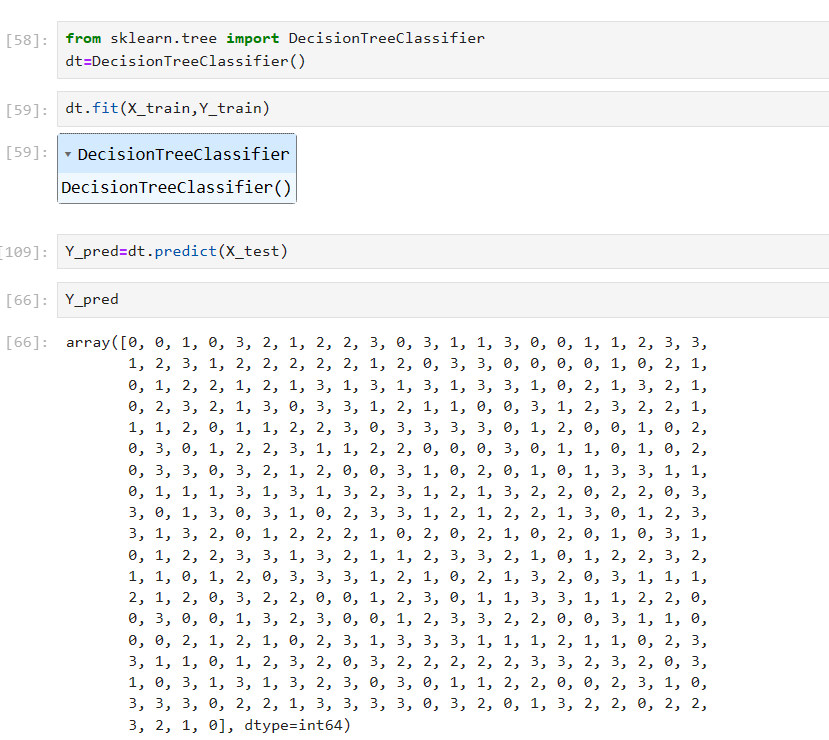 [58]: from sklearn.tree import DecisionTreeClassifier
dt=DecisionTreeClassifier()
[59]: dt.fit(X_train,Y_train)
[59]: ▾ DecisionTreeClassifier
DecisionTreeClassifier()
[109]: Y_pred=dt.predict(X_test)
[66]: Y_pred
[66]: array([0, 0, 1, 0, 3, 2, 1, 2, 2, 3, 0, 3, 1, 1, 3, 0, 0, 1, 1, 2, 3, 3,
1, 2, 3, 1, 2, 2, 2, 2, 2, 1, 2, 0, 3, 3, 0, 0, 0, 0, 1, 0, 2, 1,
0, 1, 2, 2, 1, 2, 1, 3, 1, 3, 1, 3, 1, 3, 3, 1, 0, 2, 1, 3, 2, 1,
0, 2, 3, 2, 1, 3, 0, 3, 3, 1, 2, 1, 1, 0, 0, 3, 1, 2, 3, 2, 2, 1,
1, 1, 2, 0, 1, 1, 2, 2, 3, 0, 3, 3, 3, 3, 0, 1, 2, 0, 0, 1, 0, 2,
0, 3, 0, 1, 2, 2, 3, 1, 1, 2, 2, 0, 0, 0, 3, 0, 1, 1, 0, 1, 0, 2,
0, 3, 3, 0, 3, 2, 1, 2, 0, 0, 3, 1, 0, 2, 0, 1, 0, 1, 3, 3, 1, 1,
0, 1, 1, 1, 3, 1, 3, 1, 3, 2, 3, 1, 2, 1, 3, 2, 2, 0, 2, 2, 0, 3,
3, 0, 1, 3, 0, 3, 1, 0, 2, 3, 3, 1, 2, 1, 2, 2, 1, 3, 0, 1, 2, 3,
3, 1, 3, 2, 0, 1, 2, 2, 2, 1, 0, 2, 0, 2, 1, 0, 2, 0, 1, 0, 3, 1,
0, 1, 2, 2, 3, 3, 1, 3, 2, 1, 1, 2, 3, 3, 2, 1, 0, 1, 2, 2, 3, 2,
1, 1, 0, 1, 2, 0, 3, 3, 3, 1, 2, 1, 0, 2, 1, 3, 2, 0, 3, 1, 1, 1,
2, 1, 2, 0, 3, 2, 2, 0, 0, 1, 2, 3, 0, 1, 1, 3, 3, 1, 1, 2, 2, 0,
0, 3, 0, 0, 1, 3, 2, 3, 0, 0, 1, 2, 3, 3, 2, 2, 0, 0, 3, 1, 1, 0,
0, 0, 2, 1, 2, 1, 0, 2, 3, 1, 3, 3, 3, 1, 1, 1, 2, 1, 1, 0, 2, 3,
3, 1, 1, 0, 1, 2, 3, 2, 0, 3, 2, 2, 2, 2, 2, 3, 3, 2, 3, 2, 0, 3,
1, 0, 3, 1, 3, 1, 3, 2, 3, 0, 3, 0, 1, 1, 2, 2, 0, 0, 2, 3, 1, 0,
3, 3, 3, 0, 2, 2, 1, 3, 3, 3, 3, 0, 3, 2, 0, 1, 3, 2, 2, 0, 2, 2,
3, 2, 1, 0], dtype=int64)